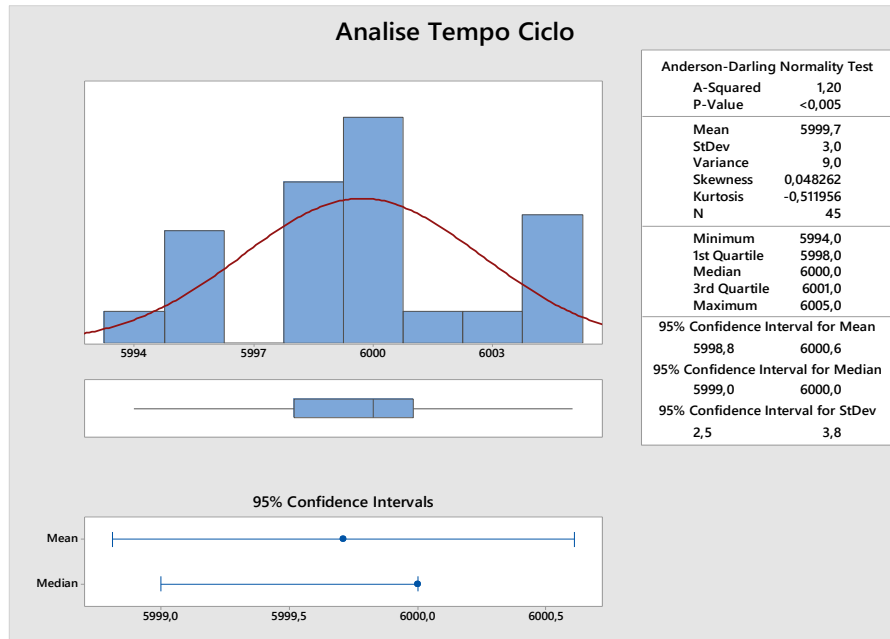 Analise Tempo Ciclo
5994 5997 6000 6003
Anderson-Darling Normality Test
A-Squared 1,20
P-Value <0,005
Mean 5999,7
StDev 3,0
Variance 9,0
Skewness 0,048262
Kurtosis -0,511956
N 45
Minimum 5994,0
1st Quartile 5998,0
Median 6000,0
3rd Quartile 6001,0
Maximum 6005,0
95% Confidence Interval for Mean
5998,8 6000,6
95% Confidence Interval for Median
5999,0 6000,0
95% Confidence Interval for StDev
2,5 3,8
95% Confidence Intervals
Mean
Median
5999,0 5999,5 6000,0 6000,5